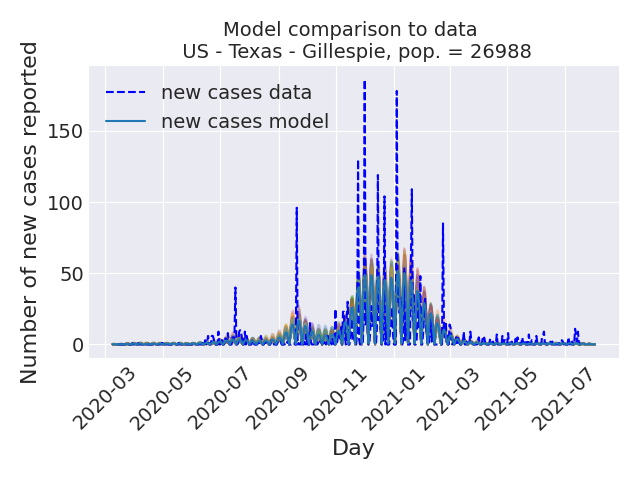 Model comparison to data
US - Texas - Gillespie, pop. = 26988
Number of new cases reported
new cases data
new cases model
150
100
50
0
2020-03
2020-05
2020-07
2020-09
2020-11
2021-01
2021-03
2021-05
2021-07
Day